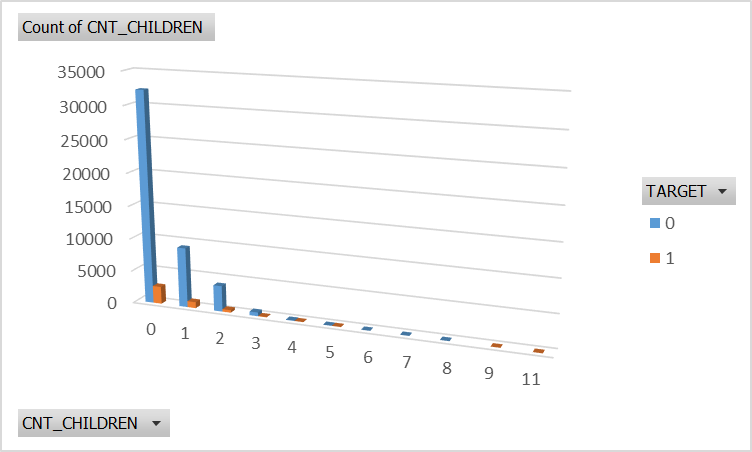 Count of CNT_CHILDREN
35000
30000
25000
20000
15000
10000
5000
0
0 1 2 3 4 5 6 7 8 9 11
TARGET
0
1
CNT_CHILDREN